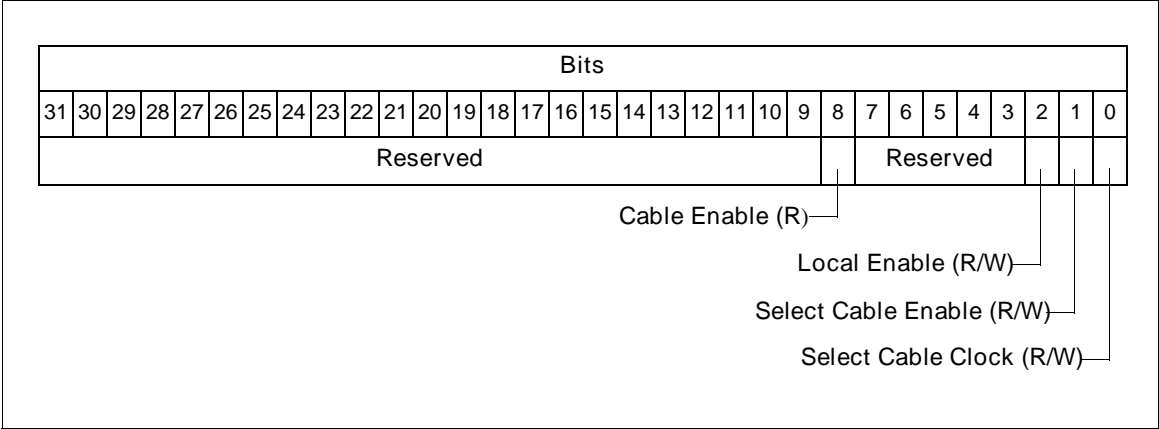 Bits
31 30 29 28 27 26 25 24 23 22 21 20 19 18 17 16 15 14 13 12 11 10 9 8 7 6 5 4 3 2 1 0
Reserved Reserved
Cable Enable (R)
Local Enable (R/W)
Select Cable Enable (R/W)
Select Cable Clock (R/W)